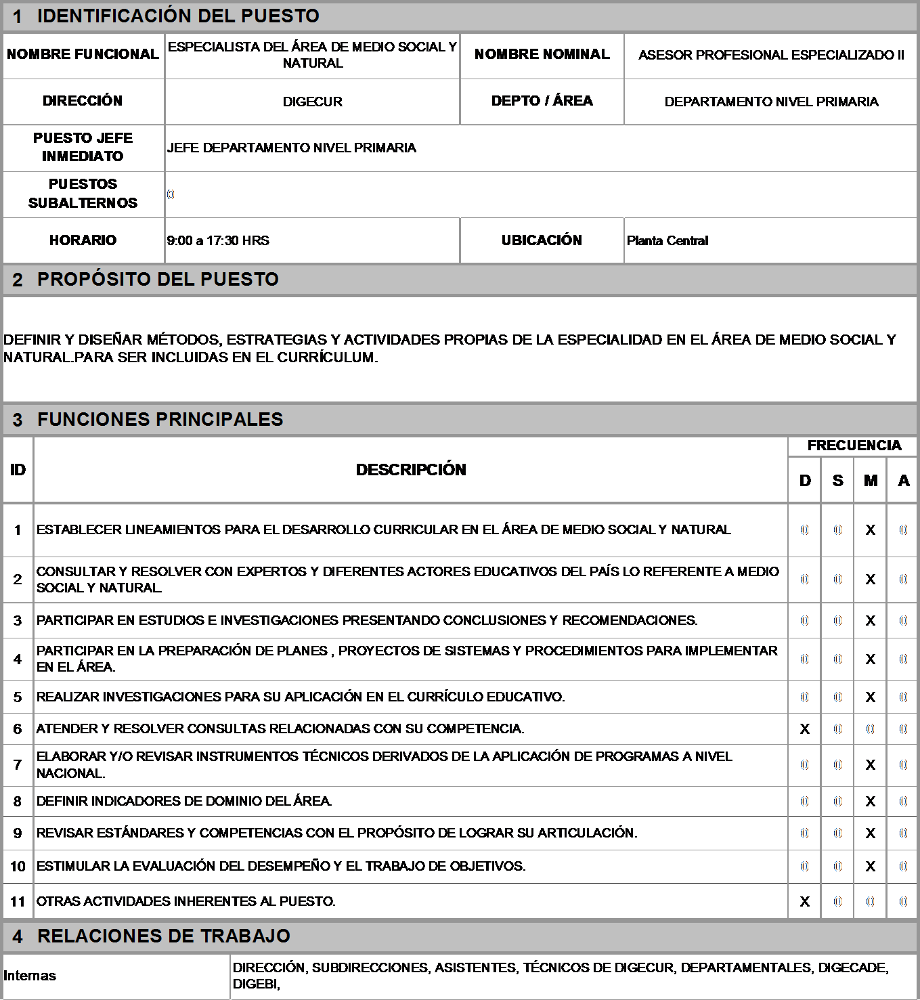 1 IDENTIFICACIÓN DEL PUESTO
NOMBRE FUNCIONAL
ESPECIALISTA DEL ÁREA DE MEDIO SOCIAL Y
NATURAL
NOMBRE NOMINAL
ASESOR PROFESIONAL ESPECIALIZADO II
DIRECCIÓN
DIGECUR
DEPTO / ÁREA
DEPARTAMENTO NIVEL PRIMARIA
PUESTO JEFE
INMEDIATO
JEFE DEPARTAMENTO NIVEL PRIMARIA
PUESTOS
SUBALTERNOS
0
HORARIO
9:00 a 17:30 HRS
UBICACIÓN
Planta Central
2 PROPÓSITO DEL PUESTO
DEFINIR Y DISEÑAR MÉTODOS, ESTRATEGIAS Y ACTIVIDADES PROPIAS DE LA ESPECIALIDAD EN EL ÁREA DE MEDIO SOCIAL Y
NATURAL.PARA SER INCLUIDAS EN EL CURRÍCULUM.
3 FUNCIONES PRINCIPALES
ID
DESCRIPCIÓN
FRECUENCIA
D S M A
1 ESTABLECER LINEAMIENTOS PARA EL DESARROLLO CURRICULAR EN EL ÁREA DE MEDIO SOCIAL Y NATURAL 0 0 X 0
2 CONSULTAR Y RESOLVER CON EXPERTOS Y DIFERENTES ACTORES EDUCATIVOS DEL PAÍS LO REFERENTE A MEDIO
SOCIAL Y NATURAL. 0 0 X 0
3 PARTICIPAR EN ESTUDIOS E INVESTIGACIONES PRESENTANDO CONCLUSIONES Y RECOMENDACIONES. 0 0 X 0
4 PARTICIPAR EN LA PREPARACIÓN DE PLANES , PROYECTOS DE SISTEMAS Y PROCEDIMIENTOS PARA IMPLEMENTAR
EN EL ÁREA. 0 0 X 0
5 REALIZAR INVESTIGACIONES PARA SU APLICACIÓN EN EL CURRÍCULO EDUCATIVO. 0 0 X 0
6 ATENDER Y RESOLVER CONSULTAS RELACIONADAS CON SU COMPETENCIA. X 0 0 0
7 ELABORAR Y/O REVISAR INSTRUMENTOS TÉCNICOS DERIVADOS DE LA APLICACIÓN DE PROGRAMAS A NIVEL
NACIONAL. 0 0 X 0
8 DEFINIR INDICADORES DE DOMINIO DEL ÁREA. 0 0 X 0
9 REVISAR ESTÁNDARES Y COMPETENCIAS CON EL PROPÓSITO DE LOGRAR SU ARTICULACIÓN. 0 0 X 0
10 ESTIMULAR LA EVALUACIÓN DEL DESEMPEÑO Y EL TRABAJO DE OBJETIVOS. 0 0 X 0
11 OTRAS ACTIVIDADES INHERENTES AL PUESTO. X 0 0 0
4 RELACIONES DE TRABAJO
Internas
DIRECCIÓN, SUBDIRECCIONES, ASISTENTES, TÉCNICOS DE DIGECUR, DEPARTAMENTALES, DIGECADE,
DIGEBI,